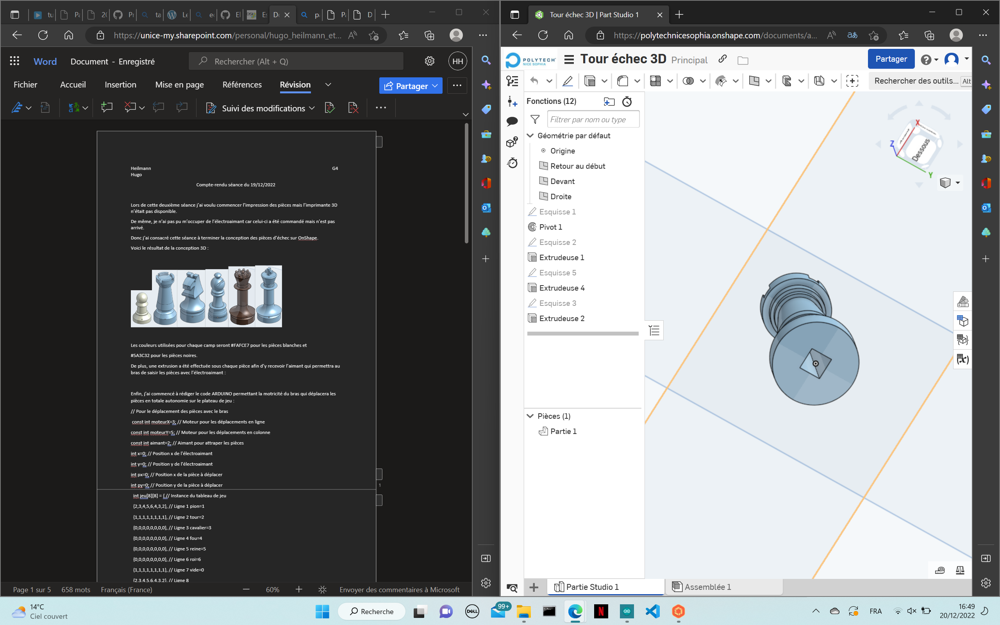 tu
Pa
20
Pr
ta
Le
ec
El
Es
Do
pa
Pa
D
https://unice-my.sharepoint.com/personal/hugo_heilmann_et...
Word
Document - Enregistré
Rechercher (Alt + Q)
HH
Fichier
Accueil
Insertion
Mise en page
Références
Révision
Partager
Suivi des modifications
Heilmann
Hugo
G4
Compte-rendu séance du 19/12/2022
Lors de cette deuxième séance j’ai voulu commencer l’impression des pièces mais l’imprimante 3D
n’était pas disponible.
De même, je n’ai pas pu m’occuper de l’électroaimant car celui-ci a été commandé mais n’est pas
arrivé.
Donc j’ai consacré cette séance à terminer la conception des pièces d’échec sur OnShape.
Voici le résultat de la conception 3D :
Les couleurs utilisées pour chaque camp seront #FAFCE7 pour les pièces blanches et
#5A3C32 pour les pièces noires.
De plus, une extrusion a été effectuée sous chaque pièce afin d’y recevoir l’aimant qui permettra au
bras de saisir les pièces avec l’électroaimant :
Enfin, j’ai commencé à rédiger le code ARDUINO permettant la motricité du bras qui déplacera les
pièces en totale autonomie sur le plateau de jeu :
// Pour le déplacement des pièces avec le bras
const int moteurX=3; // Moteur pour les déplacements en ligne
const int moteurY=5; // Moteur pour les déplacements en colonne
const int aimant=2; // Aimant pour attraper les pièces
int x=0; // Position x de l'électroaimant
int y=0; // Position y de l'électroaimant
int px=0; // Position x de la pièce à déplacer
int py=0; // Position y de la pièce à déplacer
1
int jeu[8][8] = { // Instance du tableau de jeu
{2,3,4,5,6,4,3,2}, // Ligne 1 pion=1
{1,1,1,1,1,1,1,1}, // Ligne 2 tour=2
{0,0,0,0,0,0,0,0}, // Ligne 3 cavalier=3
{0,0,0,0,0,0,0,0}, // Ligne 4 fou=4
{0,0,0,0,0,0,0,0}, // Ligne 5 reine=5
{0,0,0,0,0,0,0,0}, // Ligne 6 roi=6
{1,1,1,1,1,1,1,1}, // Ligne 7 vide=0
{2,3,4,5,6,4,3,2}, // Ligne 8
Page 1 sur 5
658 mots
Français (France)
60%
Envoyer des commentaires à Microsoft
Tour échec 3D | Part Studio 1
https://polytechnicesophia.onshape.com/documents/a...
POLYTECH
NICE SOPHIA
Tour échec 3D
Principal
Partager
Rechercher des outils...
Alt
Fonctions (12)
Filtrer par nom ou type
Géométrie par défaut
Origine
Retour au début
Devant
Droite
Esquisse 1
Pivot 1
Esquisse 2
Extrudeuse 1
Esquisse 5
Extrudeuse 4
Esquisse 3
Extrudeuse 2
Pièces (1)
Partie 1
X
Z
Dessous
Y
Partie Studio 1
Assemblée 1
14°C
Ciel couvert
Recherche
DELL
99+
FRA
16:49
20/12/2022